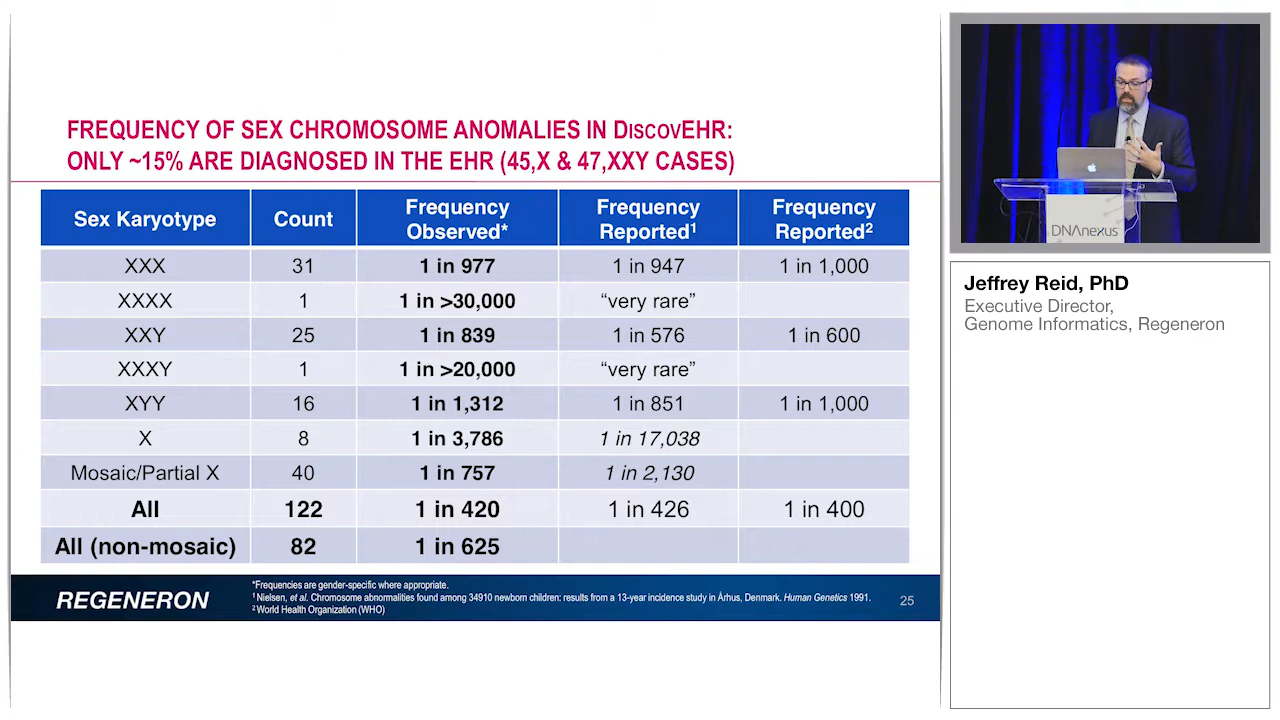 FREQUENCY OF SEX CHROMOSOME ANOMALIES IN DISCOVEHR:
ONLY ~15% ARE DIAGNOSED IN THE EHR (45,X & 47,XXY CASES)
Sex Karyotype Count Frequency Observed* Frequency Reported¹ Frequency Reported²
XXX 31 1 in 977 1 in 947 1 in 1,000
XXXX 1 1 in >30,000 “very rare”
XXY 25 1 in 839 1 in 576 1 in 600
XXXY 1 1 in >20,000 “very rare”
XYY 16 1 in 1,312 1 in 851 1 in 1,000
X 8 1 in 3,786 1 in 17,038
Mosaic/Partial X 40 1 in 757 1 in 2,130
All 122 1 in 420 1 in 426 1 in 400
All (non-mosaic) 82 1 in 625
REGENERON
*Frequencies are gender-specific where appropriate.
¹ Nielsen, et al. Chromosome abnormalities found among 34910 newborn children: results from a 13-year incidence study in Århus, Denmark. Human Genetics 1991.
² World Health Organization (WHO)
25
DNAnexus
Jeffrey Reid, PhD
Executive Director,
Genome Informatics, Regeneron